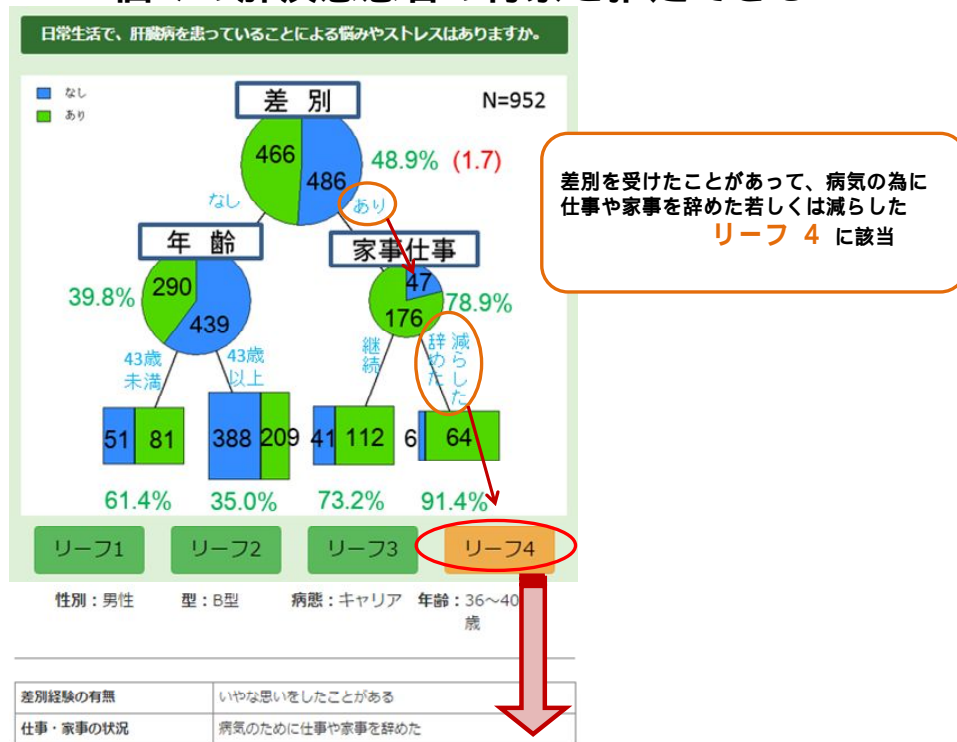 日常生活で、肝臓病を患っていることによる悩みやストレスはありますか。
なし
あり
差 別
N=952
466
486
48.9% (1.7)
なし
あり
年 齢
家事仕事
290
439
39.8%
47
176
78.9%
43歳
未満
43歳
以上
継続
辞めた
減らした
51
81
388
209
41
112
6
64
61.4%
35.0%
73.2%
91.4%
リーフ1
リーフ2
リーフ3
リーフ4
差別を受けたことがあって、病気の為に
仕事や家事を辞めた若しくは減らした
リーフ 4 に該当
性別：男性 型：B型 病態：キャリア 年齢：36～40
歳
差別経験の有無 いやな思いをしたことがある
仕事・家事の状況 病気のために仕事や家事を辞めた